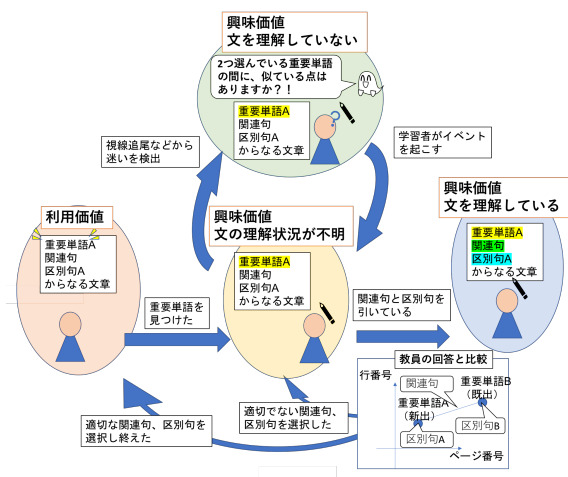 興味価値
文を理解していない
2つ選んでいる重要単語
の間に、似ている点は
ありますか？！
重要単語A
関連句
区別句A
からなる文章
?
視線追尾などから
迷いを検出
学習者がイベント
を起こす
利用価値
重要単語A
関連句
区別句A
からなる文章
興味価値
文の理解状況が不明
重要単語A
関連句
区別句A
からなる文章
興味価値
文を理解している
重要単語A
関連句
区別句A
からなる文章
重要単語を
見つけた
関連句と区別句を
引いている
適切な関連句、区別句を
選択し終えた
適切でない関連句、
区別句を選択した
教員の回答と比較
行番号
関連句
重要単語B
（既出）
重要単語A
（新出）
区別句B
区別句A
ページ番号